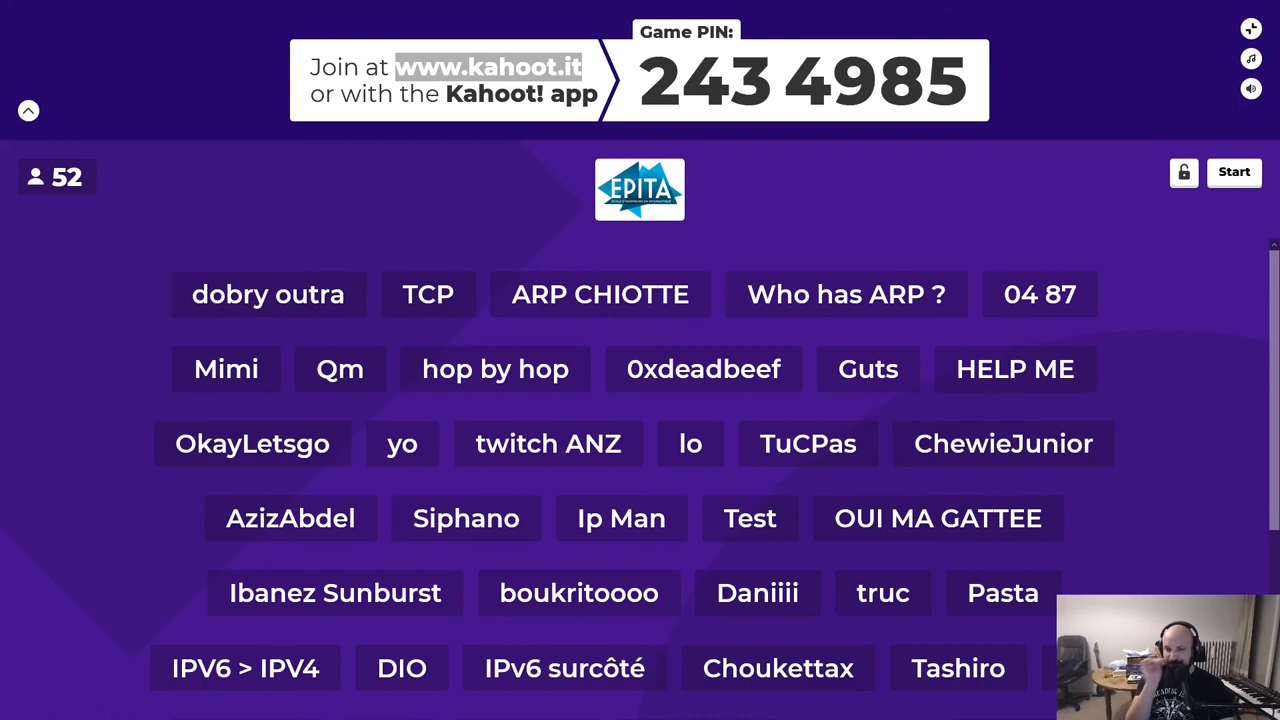 Game PIN:
Join at www.kahoot.it
or with the Kahoot! app
243 4985
52
EPITA
Start
dobry outra
TCP
ARP CHIOTTE
Who has ARP ?
04 87
Mimi
Qm
hop by hop
0xdeadbeef
Guts
HELP ME
OkayLetsgo
yo
twitch ANZ
lo
TuCPas
ChewieJunior
AzizAbdel
Siphano
Ip Man
Test
OUI MA GATTEE
Ibanez Sunburst
boukritoooo
Daniiii
truc
Pasta
IPV6 > IPV4
DIO
IPv6 surcôté
Choukettax
Tashiro